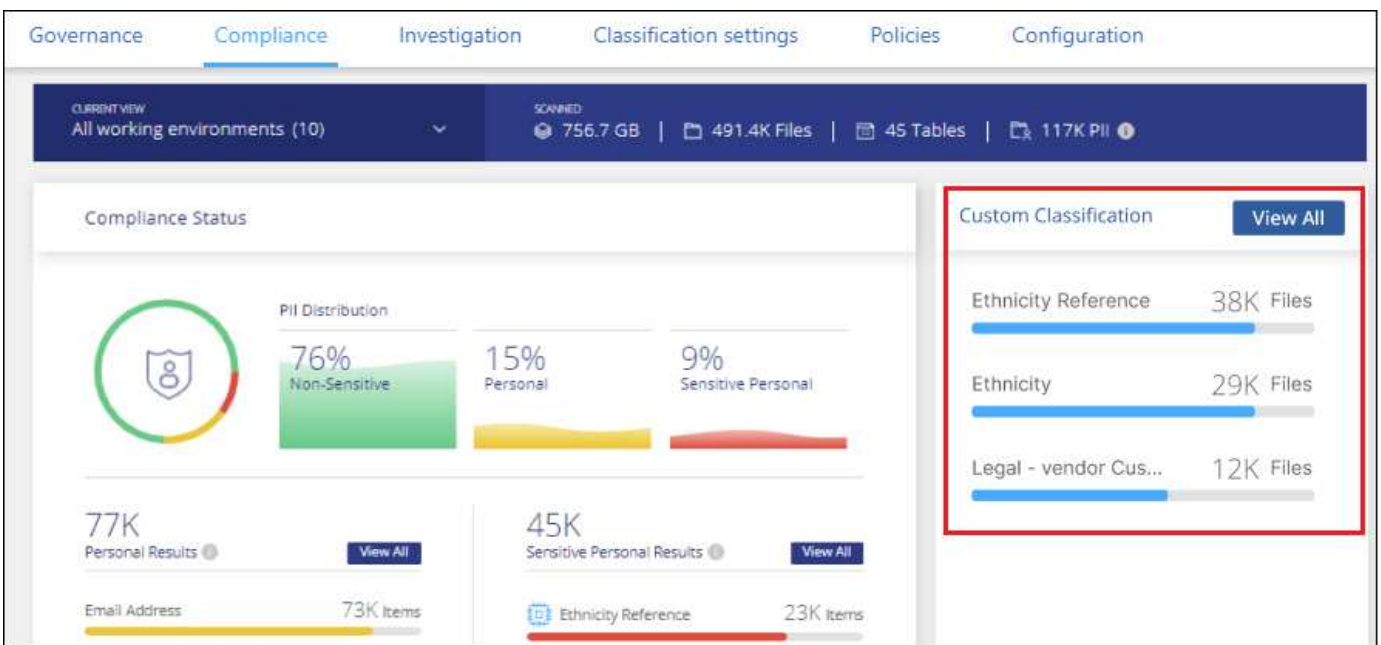 Governance Compliance Investigation Classification settings Policies Configuration
CURRENT VIEW
All working environments (10)
SCANNED
756.7 GB | 491.4K Files | 45 Tables | 117K PII
Compliance Status
PII Distribution
76%
Non-Sensitive
15%
Personal
9%
Sensitive Personal
77K
Personal Results View All
Email Address 73K Items
45K
Sensitive Personal Results View All
Ethnicity Reference 23K Items
Custom Classification View All
Ethnicity Reference 38K Files
Ethnicity 29K Files
Legal - vendor Cus... 12K Files